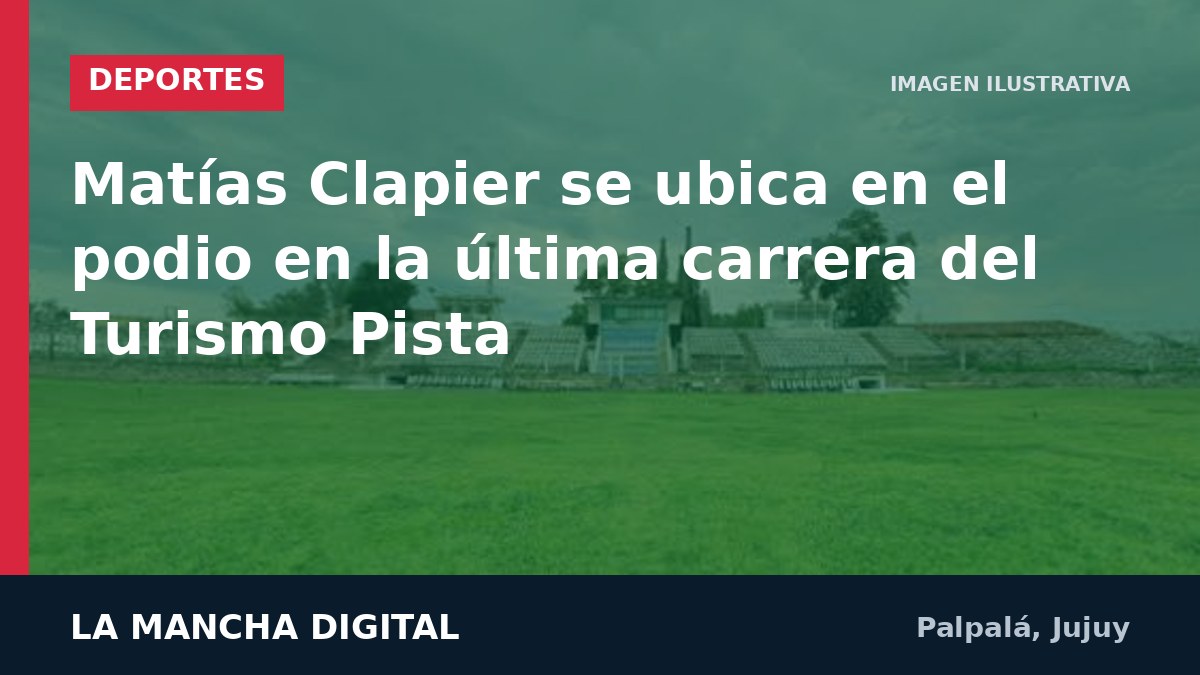 DEPORTES
IMAGEN ILUSTRATIVA
Matías Clapier se ubica en el
podio en la última carrera del
Turismo Pista
LA MANCHA DIGITAL
Palpalá, Jujuy